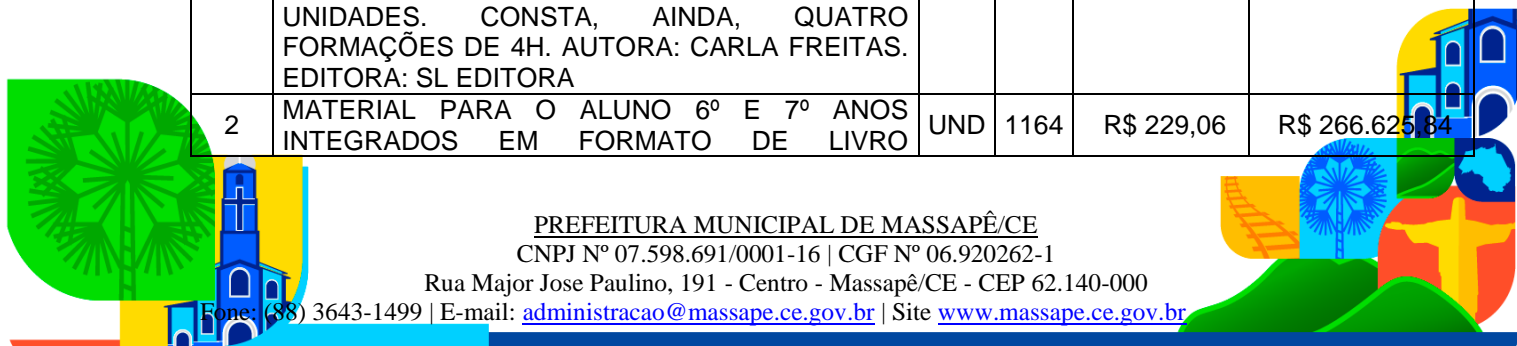 UNIDADES. CONSTA, AINDA, QUATRO
FORMAÇÕES DE 4H. AUTORA: CARLA FREITAS.
EDITORA: SL EDITORA
2 MATERIAL PARA O ALUNO 6º E 7º ANOS INTEGRADOS EM FORMATO DE LIVRO UND 1164 R$ 229,06 R$ 266.625,84
PREFEITURA MUNICIPAL DE MASSAPÊ/CE
CNPJ Nº 07.598.691/0001-16 | CGF Nº 06.920262-1
Rua Major Jose Paulino, 191 - Centro - Massapê/CE - CEP 62.140-000
Fone: (88) 3643-1499 | E-mail: administracao@massape.ce.gov.br | Site www.massape.ce.gov.br